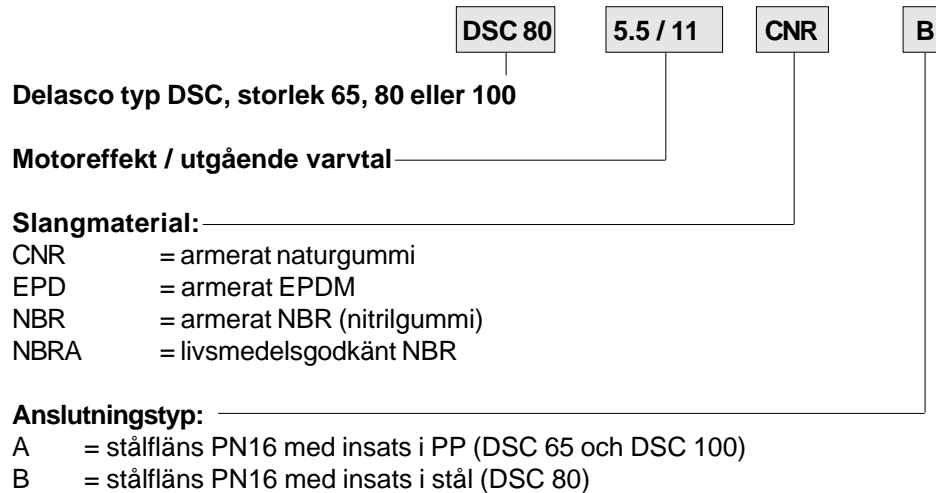 DSC 80 5.5 / 11 CNR B
Delasco typ DSC, storlek 65, 80 eller 100
Motoreffekt / utgående varvtal
Slangmaterial:
CNR = armerat naturgummi
EPD = armerat EPDM
NBR = armerat NBR (nitrilgummi)
NBRA = livsmedelsgodkänt NBR
Anslutningstyp:
A = stålfläns PN16 med insats i PP (DSC 65 och DSC 100)
B = stålfläns PN16 med insats i stål (DSC 80)